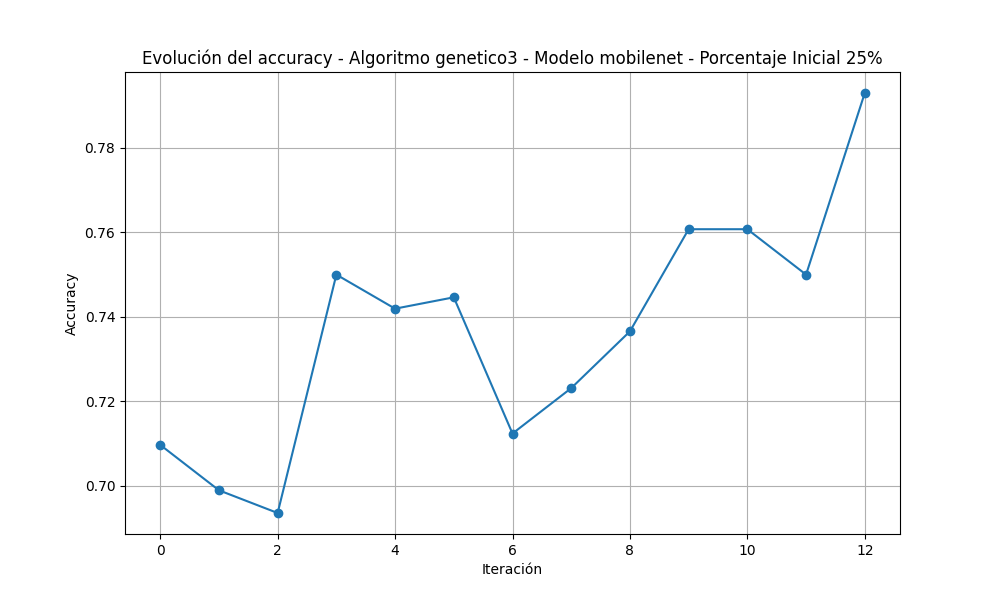 Evolución del accuracy - Algoritmo genetico3 - Modelo mobilenet - Porcentaje Inicial 25%
0.78
0.76
0.74
0.72
0.70
Accuracy
0 2 4 6 8 10 12
Iteración